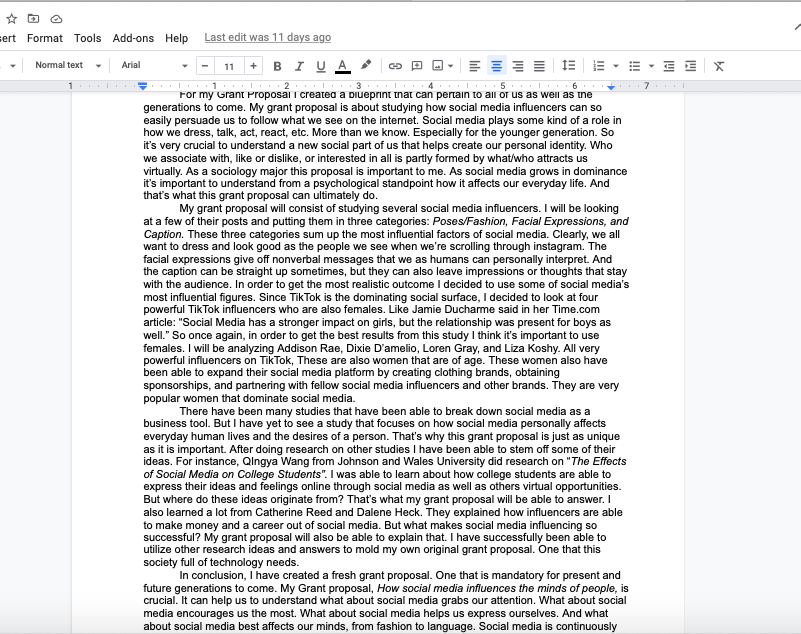 sert Format Tools Add-ons Help Last edit was 11 days ago
Normal text Arial − 11 + B I U A
1 1 2 3 4 5 6 7
For my Grant Proposal I created a blueprint that can pertain to all of us as well as the
generations to come. My grant proposal is about studying how social media influencers can so
easily persuade us to follow what we see on the internet. Social media plays some kind of a role in
how we dress, talk, act, react, etc. More than we know. Especially for the younger generation. So
it's very crucial to understand a new social part of us that helps create our personal identity. Who
we associate with, like or dislike, or interested in all is partly formed by what/who attracts us
virtually. As a sociology major this proposal is important to me. As social media grows in dominance
it's important to understand from a psychological standpoint how it affects our everyday life. And
that's what this grant proposal can ultimately do.
My grant proposal will consist of studying several social media influencers. I will be looking
at a few of their posts and putting them in three categories: Poses/Fashion, Facial Expressions, and
Caption. These three categories sum up the most influential factors of social media. Clearly, we all
want to dress and look good as the people we see when we're scrolling through instagram. The
facial expressions give off nonverbal messages that we as humans can personally interpret. And
the caption can be straight up sometimes, but they can also leave impressions or thoughts that stay
with the audience. In order to get the most realistic outcome I decided to use some of social media's
most influential figures. Since TikTok is the dominating social surface, I decided to look at four
powerful TikTok influencers who are also females. Like Jamie Ducharme said in her Time.com
article: "Social Media has a stronger impact on girls, but the relationship was present for boys as
well." So once again, in order to get the best results from this study I think it's important to use
females. I will be analyzing Addison Rae, Dixie D'amelio, Loren Gray, and Liza Koshy. All very
powerful influencers on TikTok, These are also women that are of age. These women also have
been able to expand their social media platform by creating clothing brands, obtaining
sponsorships, and partnering with fellow social media influencers and other brands. They are very
popular women that dominate social media.
There have been many studies that have been able to break down social media as a
business tool. But I have yet to see a study that focuses on how social media personally affects
everyday human lives and the desires of a person. That's why this grant proposal is just as unique
as it is important. After doing research on other studies I have been able to stem off some of their
ideas. For instance, QIngya Wang from Johnson and Wales University did research on "The Effects
of Social Media on College Students". I was able to learn about how college students are able to
express their ideas and feelings online through social media as well as others virtual opportunities.
But where do these ideas originate from? That's what my grant proposal will be able to answer. I
also learned a lot from Catherine Reed and Dalene Heck. They explained how influencers are able
to make money and a career out of social media. But what makes social media influencing so
successful? My grant proposal will also be able to explain that. I have successfully been able to
utilize other research ideas and answers to mold my own original grant proposal. One that this
society full of technology needs.
In conclusion, I have created a fresh grant proposal. One that is mandatory for present and
future generations to come. My Grant proposal, How social media influences the minds of people, is
crucial. It can help us to understand what about social media grabs our attention. What about social
media encourages us the most. What about social media helps us express ourselves. And what
about social media best affects our minds, from fashion to language. Social media is continuously